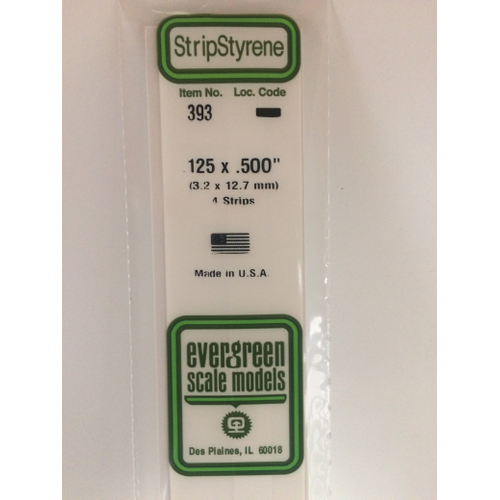 StripStyrene
Item No. Loc. Code
393
.125 x .500"
(3.2 x 12.7 mm)
4 Strips
Made in U.S.A.
evergreen
scale models
Des Plaines, IL 60018